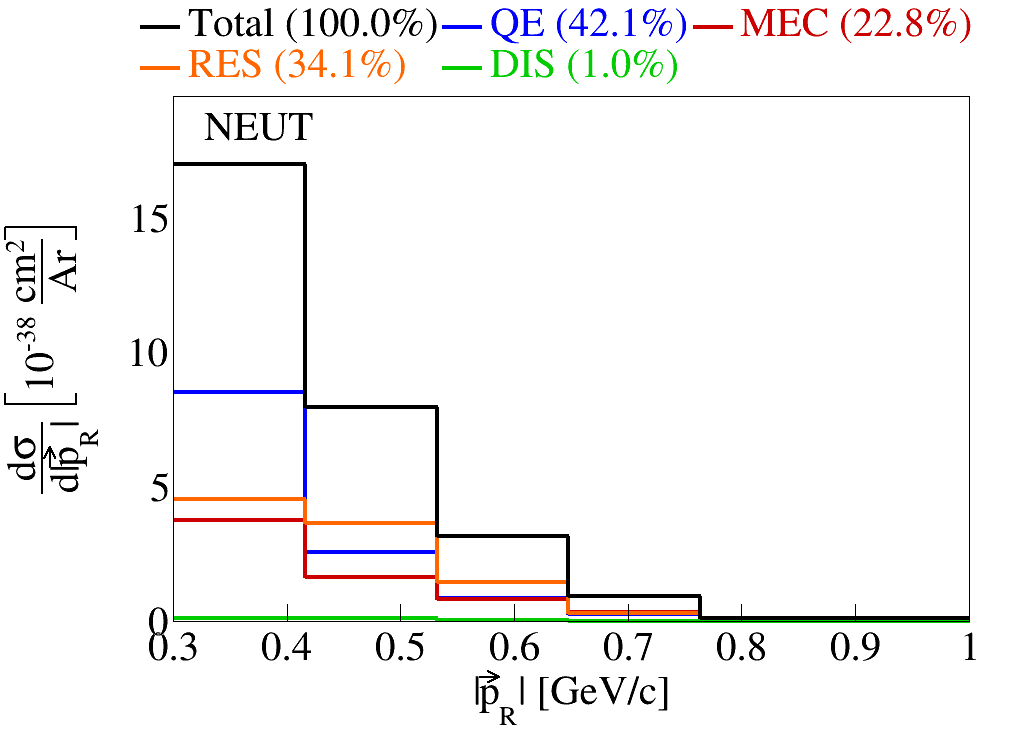 Total (100.0%) QE (42.1%) MEC (22.8%)
RES (34.1%) DIS (1.0%)
NEUT
15
10
5
0
0.3 0.4 0.5 0.6 0.7 0.8 0.9 1
|p⃗_R| [GeV/c]
dσ/d|p⃗_R| [10^-38 cm²/Ar]